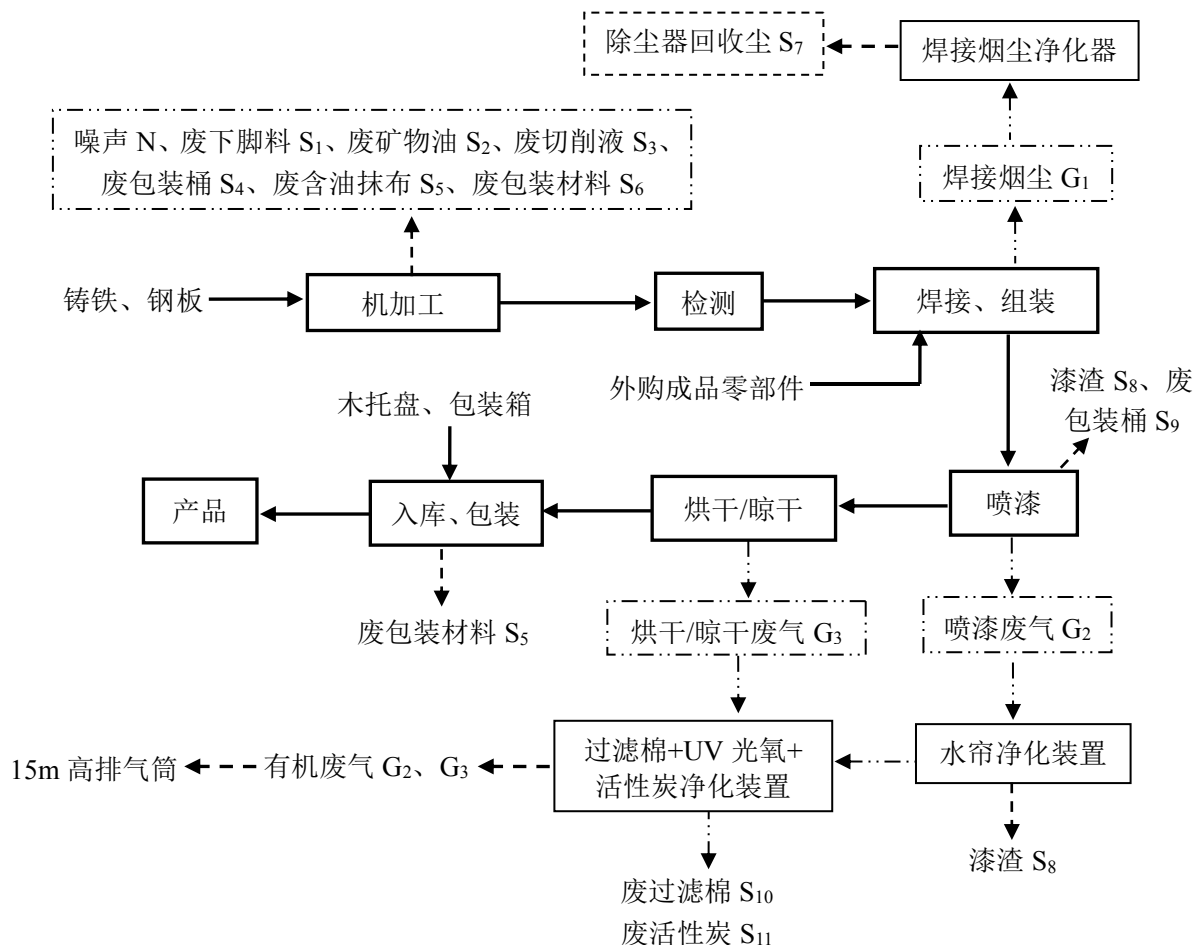 除尘器回收尘 S₇
焊接烟尘净化器
噪声 N、废下脚料 S₁、废矿物油 S₂、废切削液 S₃、
废包装桶 S₄、废含油抹布 S₅、废包装材料 S₆
焊接烟尘 G₁
铸铁、钢板
机加工
检测
焊接、组装
外购成品零部件
漆渣 S₈、废
包装桶 S₉
木托盘、包装箱
产品
入库、包装
烘干/晾干
喷漆
废包装材料 S₅
烘干/晾干废气 G₃
喷漆废气 G₂
15m 高排气筒
有机废气 G₂、G₃
过滤棉+UV 光氧+
活性炭净化装置
水帘净化装置
漆渣 S₈
废过滤棉 S₁₀
废活性炭 S₁₁